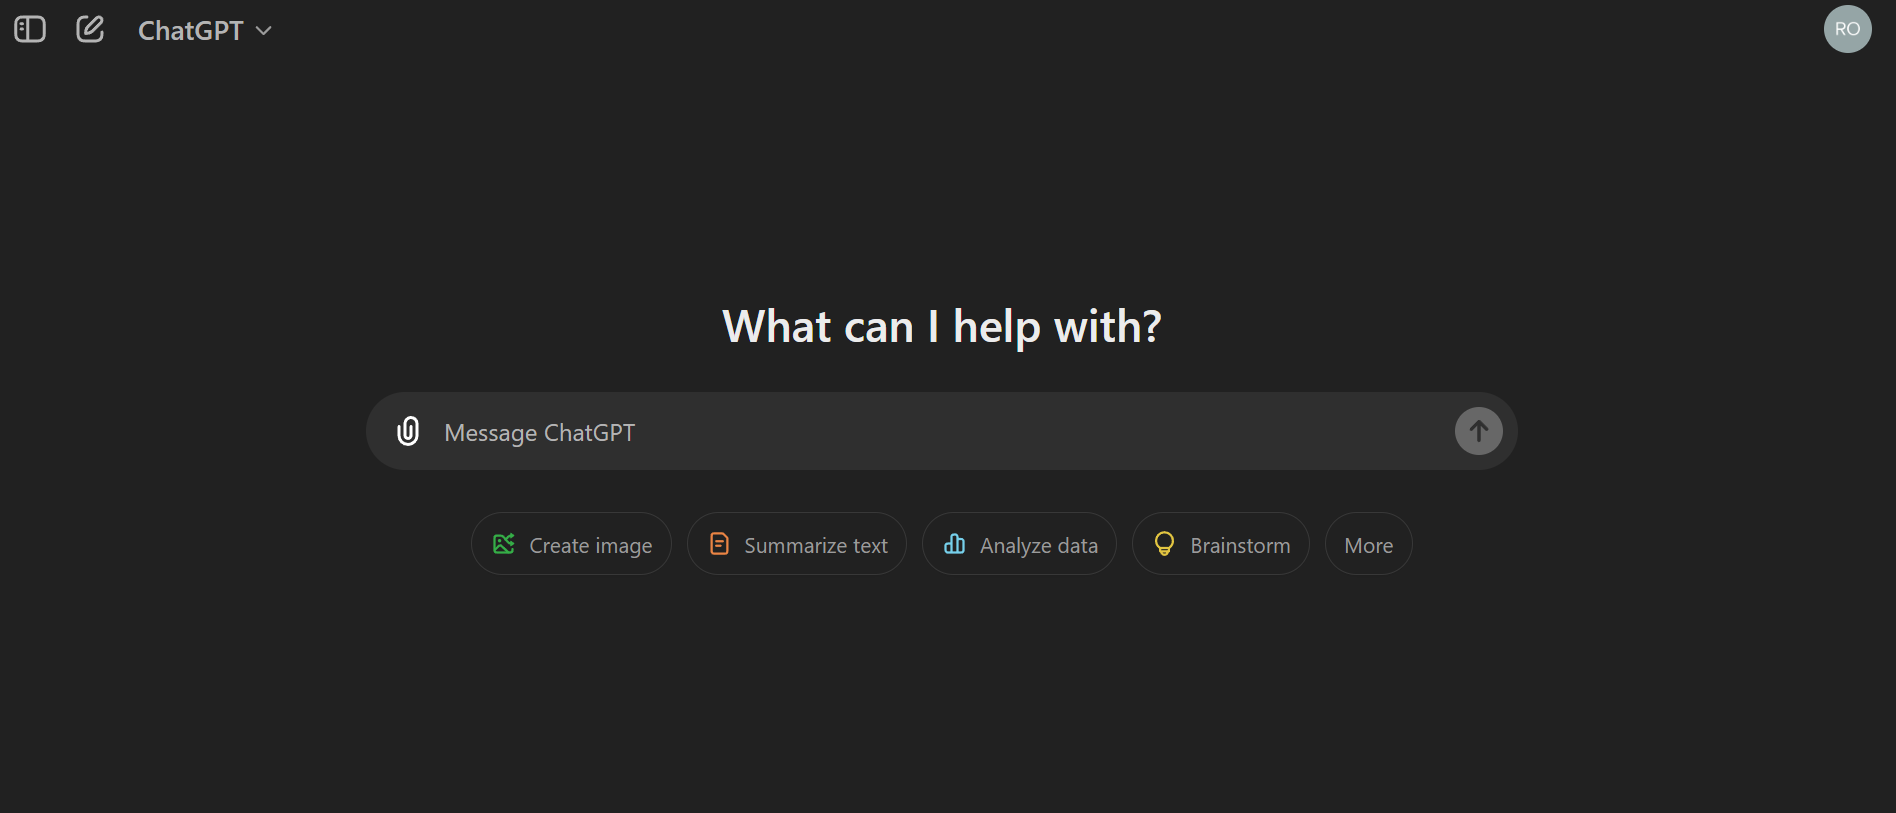 ChatGPT
RO
What can I help with?
Message ChatGPT
Create image
Summarize text
Analyze data
Brainstorm
More